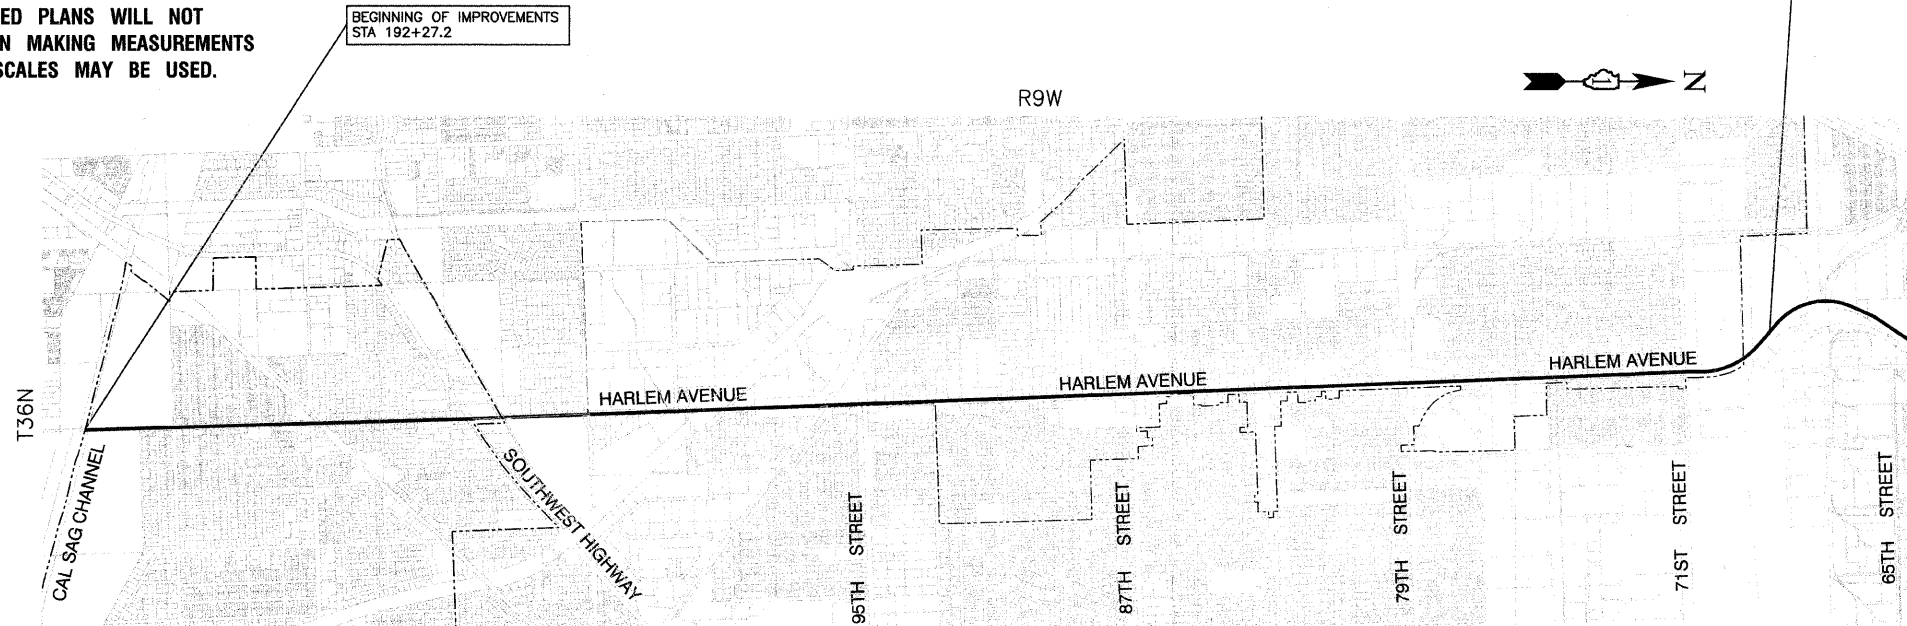 ED PLANS WILL NOT
N MAKING MEASUREMENTS
SCALES MAY BE USED.
BEGINNING OF IMPROVEMENTS
STA 192+27.2
R9W
N
T36N
HARLEM AVENUE
HARLEM AVENUE
HARLEM AVENUE
CAL SAG CHANNEL
SOUTHWEST HIGHWAY
95TH STREET
87TH STREET
79TH STREET
71ST STREET
65TH STREET